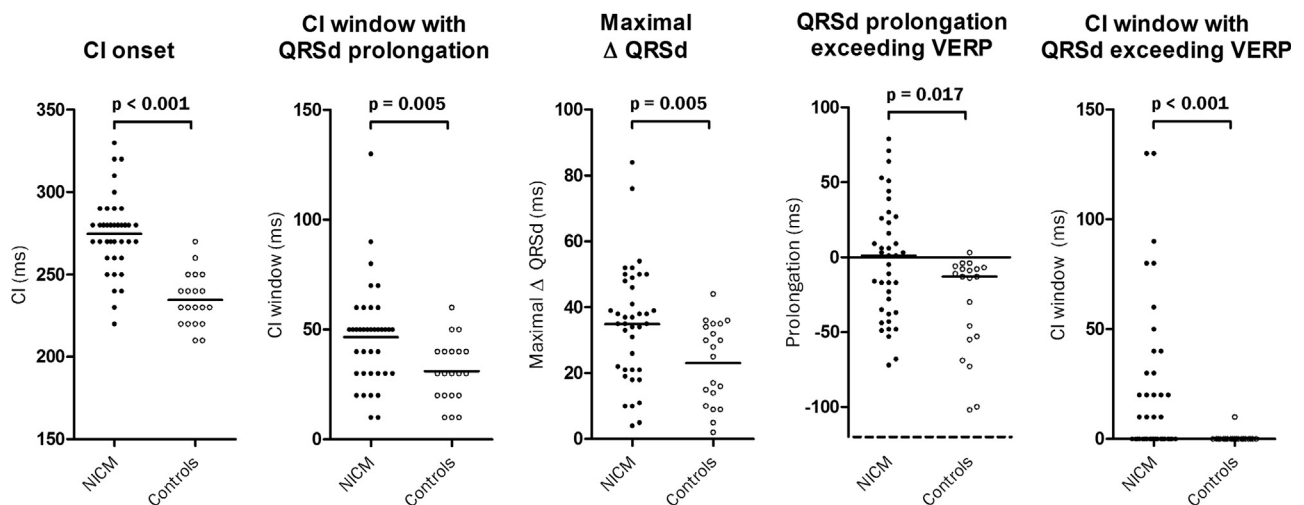 CI onset
p < 0.001
350
300
250
200
150
CI (ms)
NICM
Controls
CI window with
QRSd prolongation
p = 0.005
150
100
50
0
CI window (ms)
NICM
Controls
Maximal
Δ QRSd
p = 0.005
100
80
60
40
20
0
Maximal Δ QRSd (ms)
NICM
Controls
QRSd prolongation
exceeding VERP
p = 0.017
100
50
0
-50
-100
Prolongation (ms)
NICM
Controls
CI window with
QRSd exceeding VERP
p < 0.001
150
100
50
0
CI window (ms)
NICM
Controls